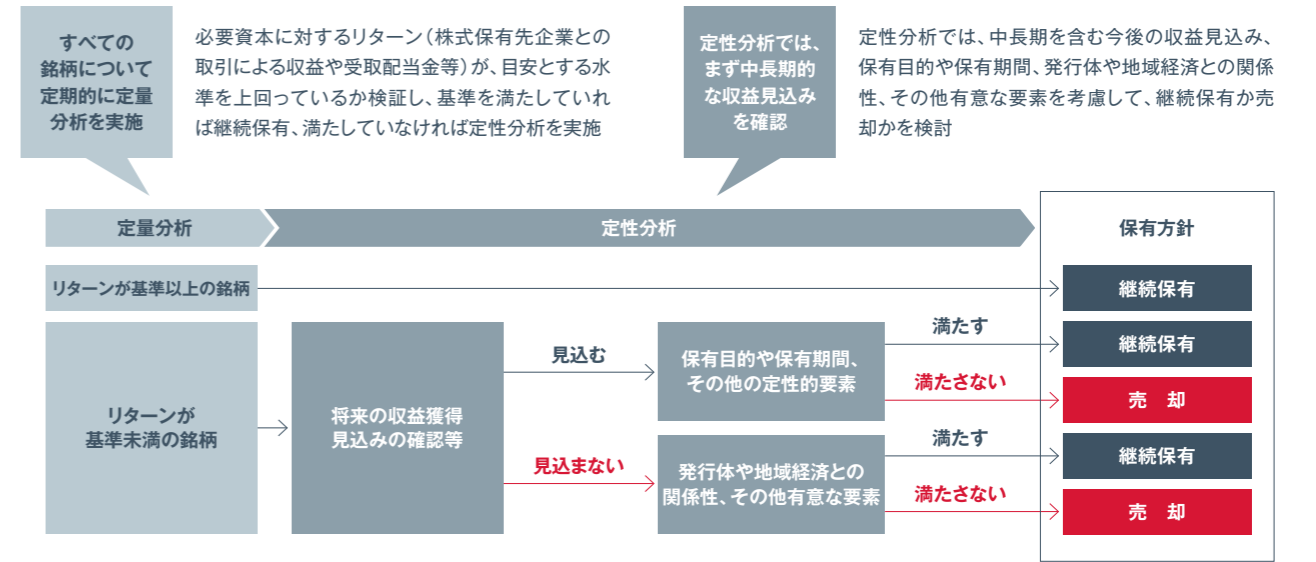 すべての
銘柄について
定期的に定量
分析を実施
必要資本に対するリターン（株式保有先企業との
取引による収益や受取配当金等）が、目安とする水
準を上回っているか検証し、基準を満たしていれ
ば継続保有、満たしていなければ定性分析を実施
定性分析では、
まず中長期的
な収益見込み
を確認
定性分析では、中長期を含む今後の収益見込み、
保有目的や保有期間、発行体や地域経済との関係
性、その他有意な要素を考慮して、継続保有か売
却かを検討
定量分析
定性分析
保有方針
リターンが基準以上の銘柄
継続保有
リターンが
基準未満の銘柄
将来の収益獲得
見込みの確認等
見込む
保有目的や保有期間、
その他の定性的要素
満たす
継続保有
満たさない
売　却
見込まない
発行体や地域経済との
関係性、その他有意な要素
満たす
継続保有
満たさない
売　却